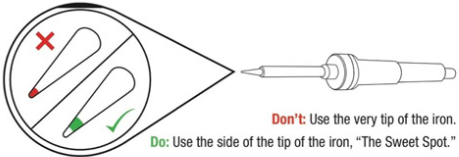 Don't: Use the very tip of the iron.
Do: Use the side of the tip of the iron, “The Sweet Spot.”